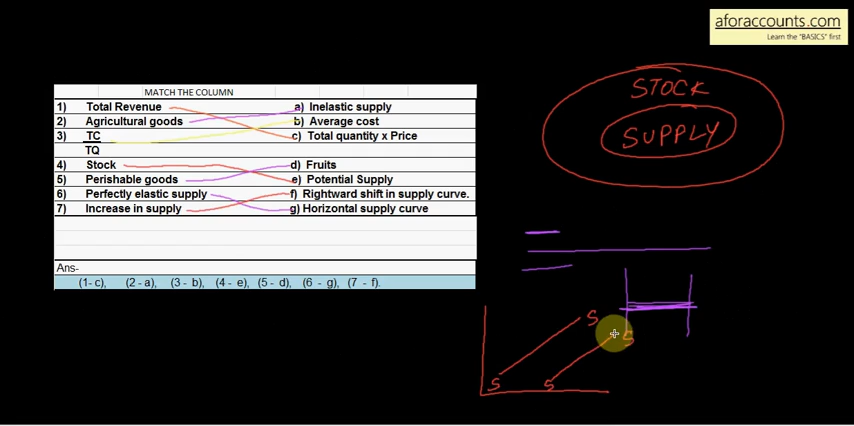 aforaccounts.com
Learn the "BASICS" first
MATCH THE COLUMN
1) Total Revenue a) Inelastic supply
2) Agricultural goods b) Average cost
3) TC c) Total quantity x Price
TQ
4) Stock d) Fruits
5) Perishable goods e) Potential Supply
6) Perfectly elastic supply f) Rightward shift in supply curve.
7) Increase in supply g) Horizontal supply curve
Ans-
(1- c), (2 - a), (3 - b), (4 - e), (5 - d), (6 - g), (7 - f).
STOCK
SUPPLY
S
S
S
S